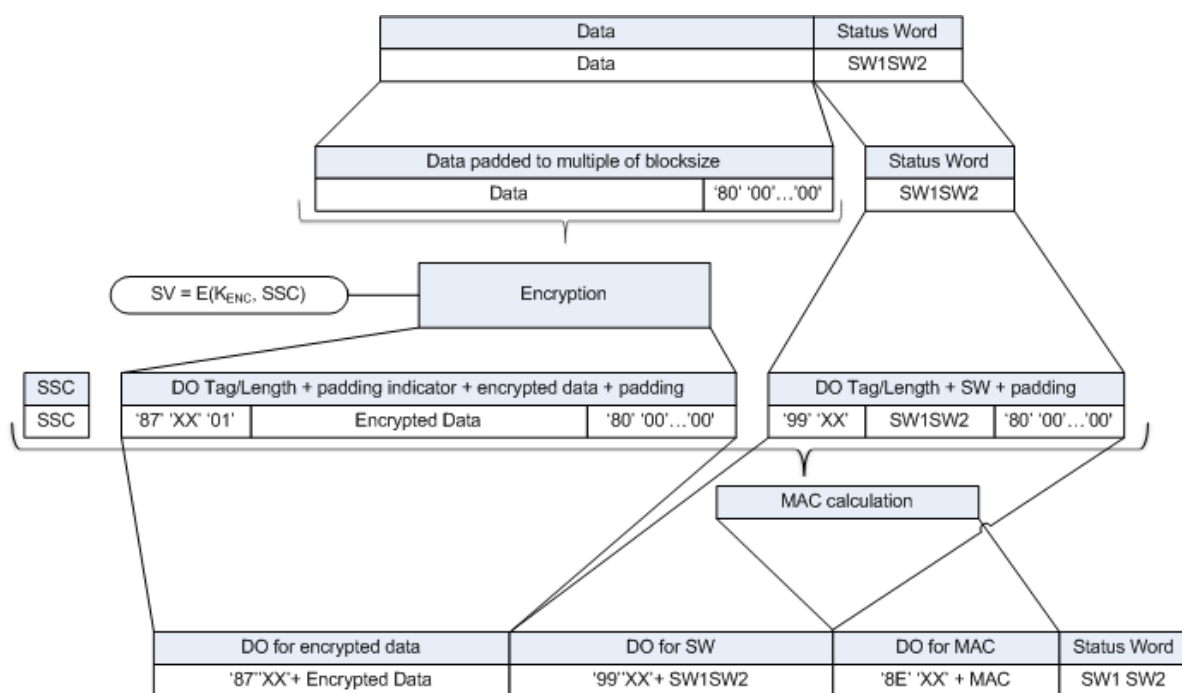 Data Status Word
Data SW1SW2
Data padded to multiple of blocksize Status Word
Data '80' '00'...'00' SW1SW2
SV = E(KENC, SSC) Encryption
SSC DO Tag/Length + padding indicator + encrypted data + padding DO Tag/Length + SW + padding
SSC '87' 'XX' '01' Encrypted Data '80' '00'...'00' '99' 'XX' SW1SW2 '80' '00'...'00'
MAC calculation
DO for encrypted data DO for SW DO for MAC Status Word
'87''XX'+ Encrypted Data '99''XX'+ SW1SW2 '8E' 'XX' + MAC SW1 SW2